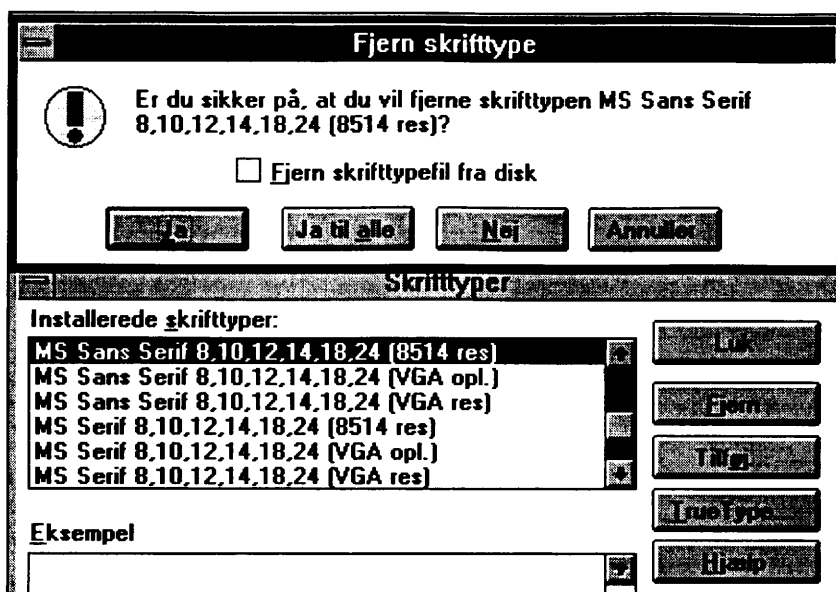 Fjern skrifttype
Er du sikker på, at du vil fjerne skrifttypen MS Sans Serif
8,10,12,14,18,24 (8514 res)?
Fjern skrifttypefil fra disk
Ja
Ja til alle
Nej
Annuller
Skrifttyper
Installerede skrifttyper:
MS Sans Serif 8,10,12,14,18,24 (8514 res)
MS Sans Serif 8,10,12,14,18,24 (VGA opl.)
MS Sans Serif 8,10,12,14,18,24 (VGA res)
MS Serif 8,10,12,14,18,24 (8514 res)
MS Serif 8,10,12,14,18,24 (VGA opl.)
MS Serif 8,10,12,14,18,24 (VGA res)
Luk
Fjern
Tilføj...
TrueType...
Hjælp
Eksempel